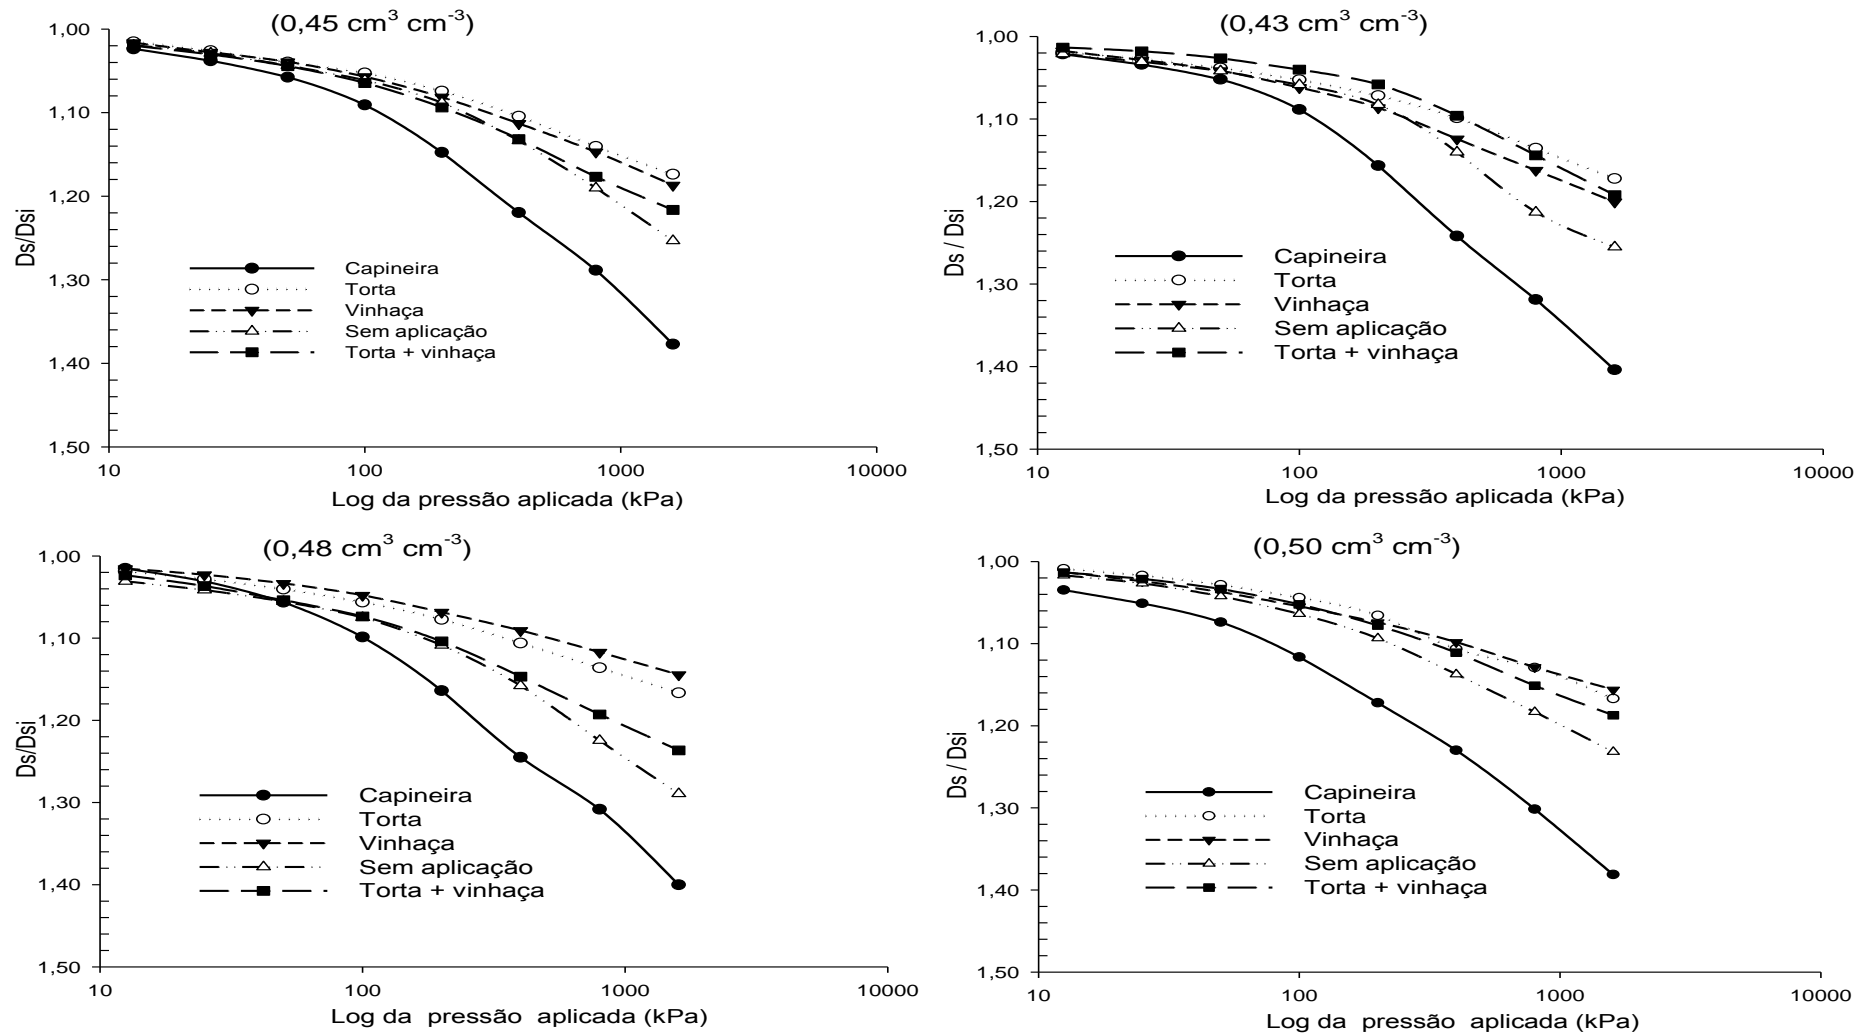 (0,45 cm³ cm⁻³)
1,00
1,10
1,20
1,30
1,40
1,50
Ds/Dsi
Capineira
Torta
Vinhaça
Sem aplicação
Torta + vinhaça
10
100
1000
10000
Log da pressão aplicada (kPa)
(0,43 cm³ cm⁻³)
1,00
1,10
1,20
1,30
1,40
1,50
Ds / Dsi
Capineira
Torta
Vinhaça
Sem aplicação
Torta + vinhaça
10
100
1000
10000
Log da pressão aplicada (kPa)
(0,48 cm³ cm⁻³)
1,00
1,10
1,20
1,30
1,40
1,50
Ds/Dsi
Capineira
Torta
Vinhaça
Sem aplicação
Torta + vinhaça
10
100
1000
10000
Log da pressão aplicada (kPa)
(0,50 cm³ cm⁻³)
1,00
1,10
1,20
1,30
1,40
1,50
Ds / Dsi
Capineira
Torta
Vinhaça
Sem aplicação
Torta + vinhaça
10
100
1000
10000
Log da pressão aplicada (kPa)